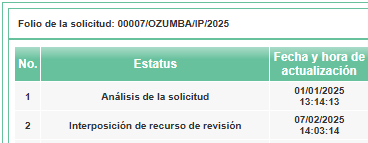 Folio de la solicitud: 00007/OZUMBA/IP/2025
No. Estatus Fecha y hora de
actualización
1 Análisis de la solicitud 01/01/2025
13:14:13
2 Interposición de recurso de revisión 07/02/2025
14:03:14